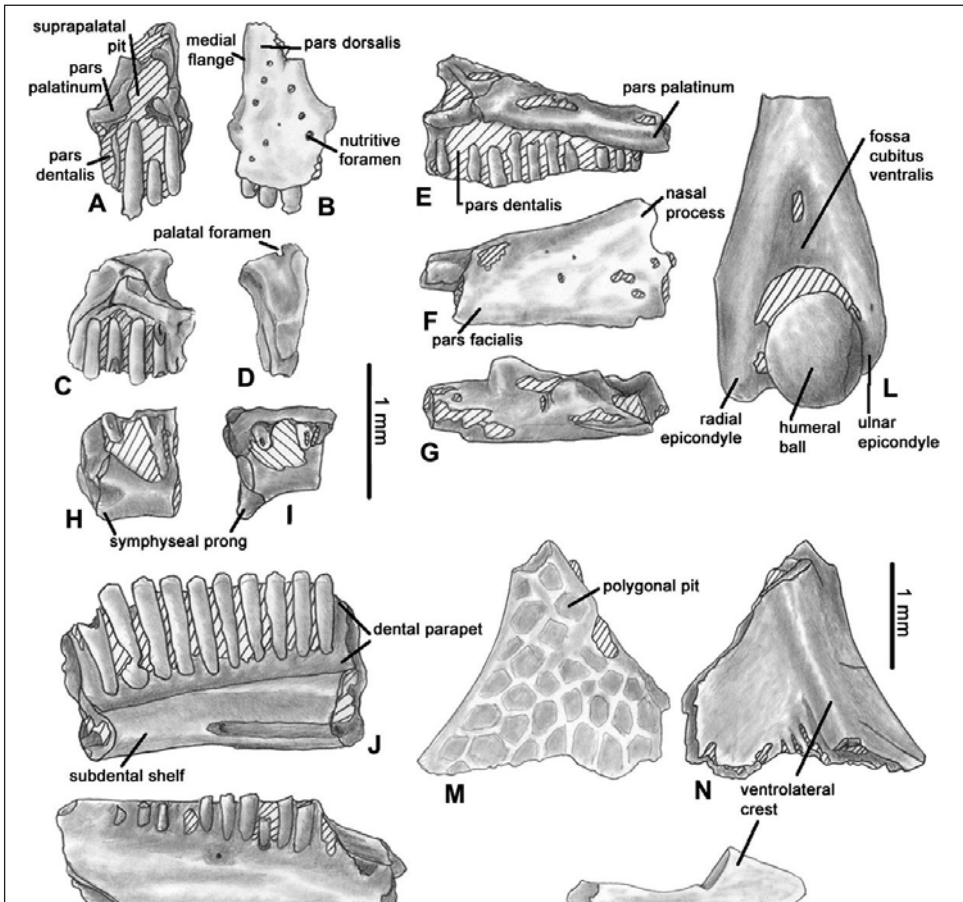 suprapalatal
pit
pars
palatinum
pars
dentalis
A
medial
flange
pars dorsalis
nutritive
foramen
B
pars palatinum
E
pars dentalis
nasal
process
F
pars facialis
G
fossa
cubitus
ventralis
L
radial
epicondyle
humeral
ball
ulnar
epicondyle
palatal foramen
C
D
1 mm
H
I
symphyseal prong
dental parapet
J
subdental shelf
polygonal pit
M
1 mm
N
ventrolateral
crest